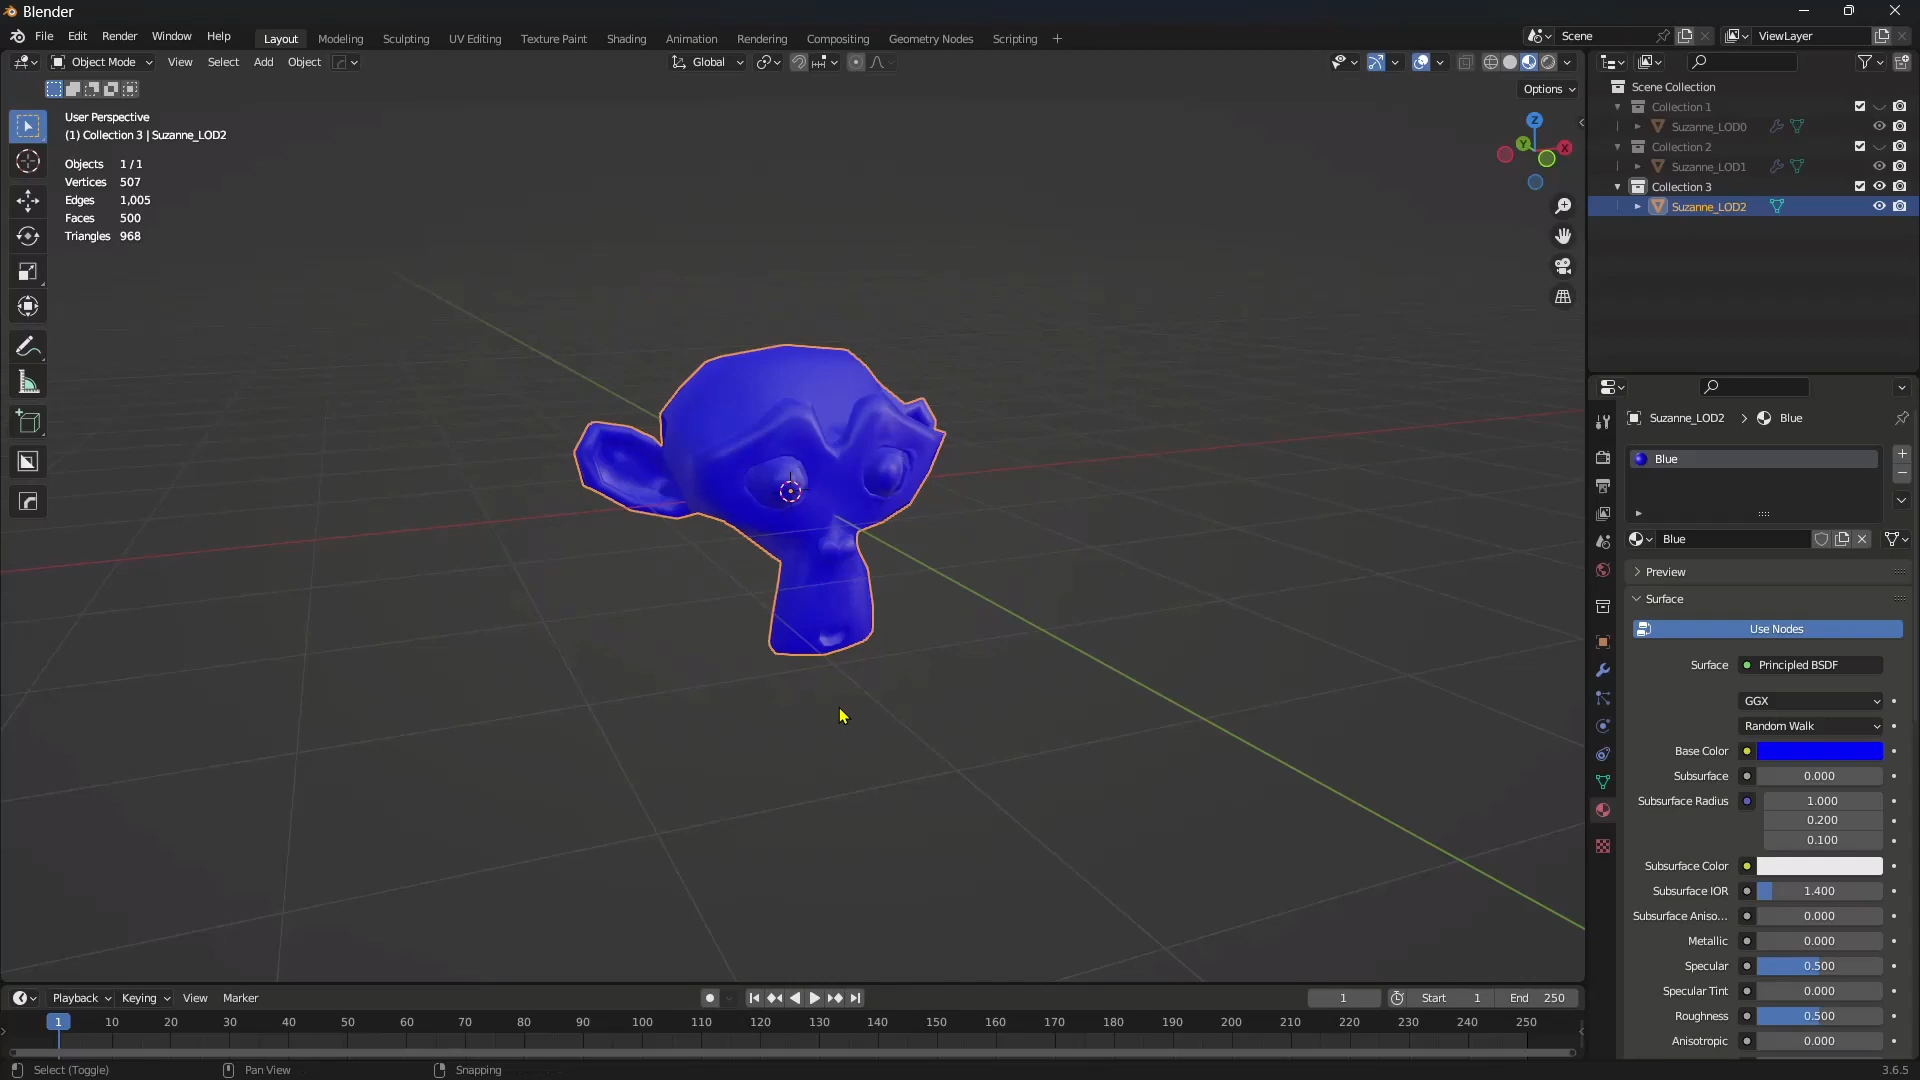 Blender
File Edit Render Window Help Layout Modeling Sculpting UV Editing Texture Paint Shading Animation Rendering Compositing Geometry Nodes Scripting + Scene ViewLayer
Object Mode View Select Add Object Global
Options
User Perspective
(1) Collection 3 | Suzanne_LOD2
Objects 1 / 1
Vertices 507
Edges 1,005
Faces 500
Triangles 968
Z
Y
X
Scene Collection
Collection 1
Suzanne_LOD0
Collection 2
Suzanne_LOD1
Collection 3
Suzanne_LOD2
Suzanne_LOD2 > Blue
Blue
Blue
Preview
Surface
Use Nodes
Surface Principled BSDF
GGX
Random Walk
Base Color
Subsurface 0.000
Subsurface Radius 1.000
0.200
0.100
Subsurface Color
Subsurface IOR 1.400
Subsurface Aniso... 0.000
Metallic 0.000
Specular 0.500
Specular Tint 0.000
Roughness 0.500
Anisotropic 0.000
Playback Keying View Marker 1 Start 1 End 250
1 10 20 30 40 50 60 70 80 90 100 110 120 130 140 150 160 170 180 190 200 210 220 230 240 250
Select (Toggle) Pan View Snapping 3.6.5